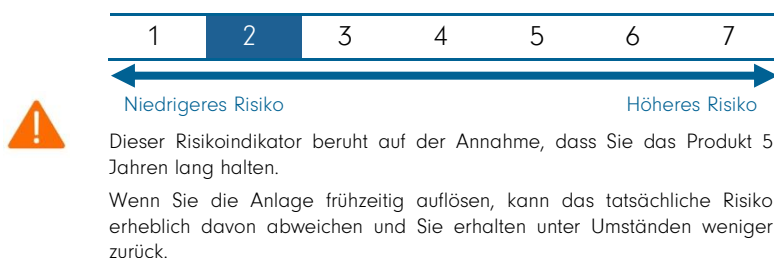 1 2 3 4 5 6 7
Niedrigeres Risiko Höheres Risiko
Dieser Risikoindikator beruht auf der Annahme, dass Sie das Produkt 5
Jahren lang halten.
Wenn Sie die Anlage frühzeitig auflösen, kann das tatsächliche Risiko
erheblich davon abweichen und Sie erhalten unter Umständen weniger
zurück.